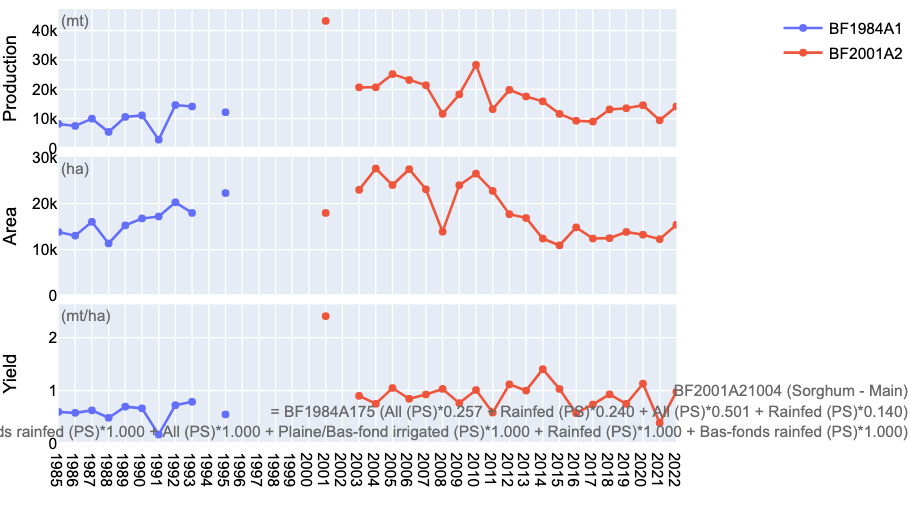 (mt)
Production
40k
30k
20k
10k
0
BF1984A1
BF2001A2
(ha)
Area
30k
20k
10k
0
(mt/ha)
Yield
2
1
0
BF2001A21004 (Sorghum - Main)
= BF1984A175 (All (PS)*0.257 + Rainfed (PS)*0.240 + All (PS)*0.501 + Rainfed (PS)*0.140)
ds rainfed (PS)*1.000 + All (PS)*1.000 + Plaine/Bas-fond irrigated (PS)*1.000 + Rainfed (PS)*1.000 + Bas-fonds rainfed (PS)*1.000)
1985 1986 1987 1988 1989 1990 1991 1992 1993 1994 1995 1996 1997 1998 1999 2000 2001 2002 2003 2004 2005 2006 2007 2008 2009 2010 2011 2012 2013 2014 2015 2016 2017 2018 2019 2020 2021 2022